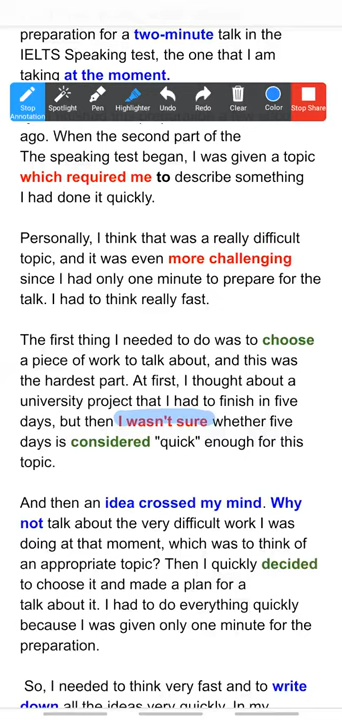 preparation for a two-minute talk in the
IELTS Speaking test, the one that I am
taking at the moment.
Stop Annotation Spotlight Pen Highlighter Undo Redo Clear Color Stop Share
ago. When the second part of the
The speaking test began, I was given a topic
which required me to describe something
I had done it quickly.
Personally, I think that was a really difficult
topic, and it was even more challenging
since I had only one minute to prepare for the
talk. I had to think really fast.
The first thing I needed to do was to choose
a piece of work to talk about, and this was
the hardest part. At first, I thought about a
university project that I had to finish in five
days, but then I wasn't sure whether five
days is considered "quick" enough for this
topic.
And then an idea crossed my mind. Why
not talk about the very difficult work I was
doing at that moment, which was to think of
an appropriate topic? Then I quickly decided
to choose it and made a plan for a
talk about it. I had to do everything quickly
because I was given only one minute for the
preparation.
So, I needed to think very fast and to write
down all the ideas very quickly. In my